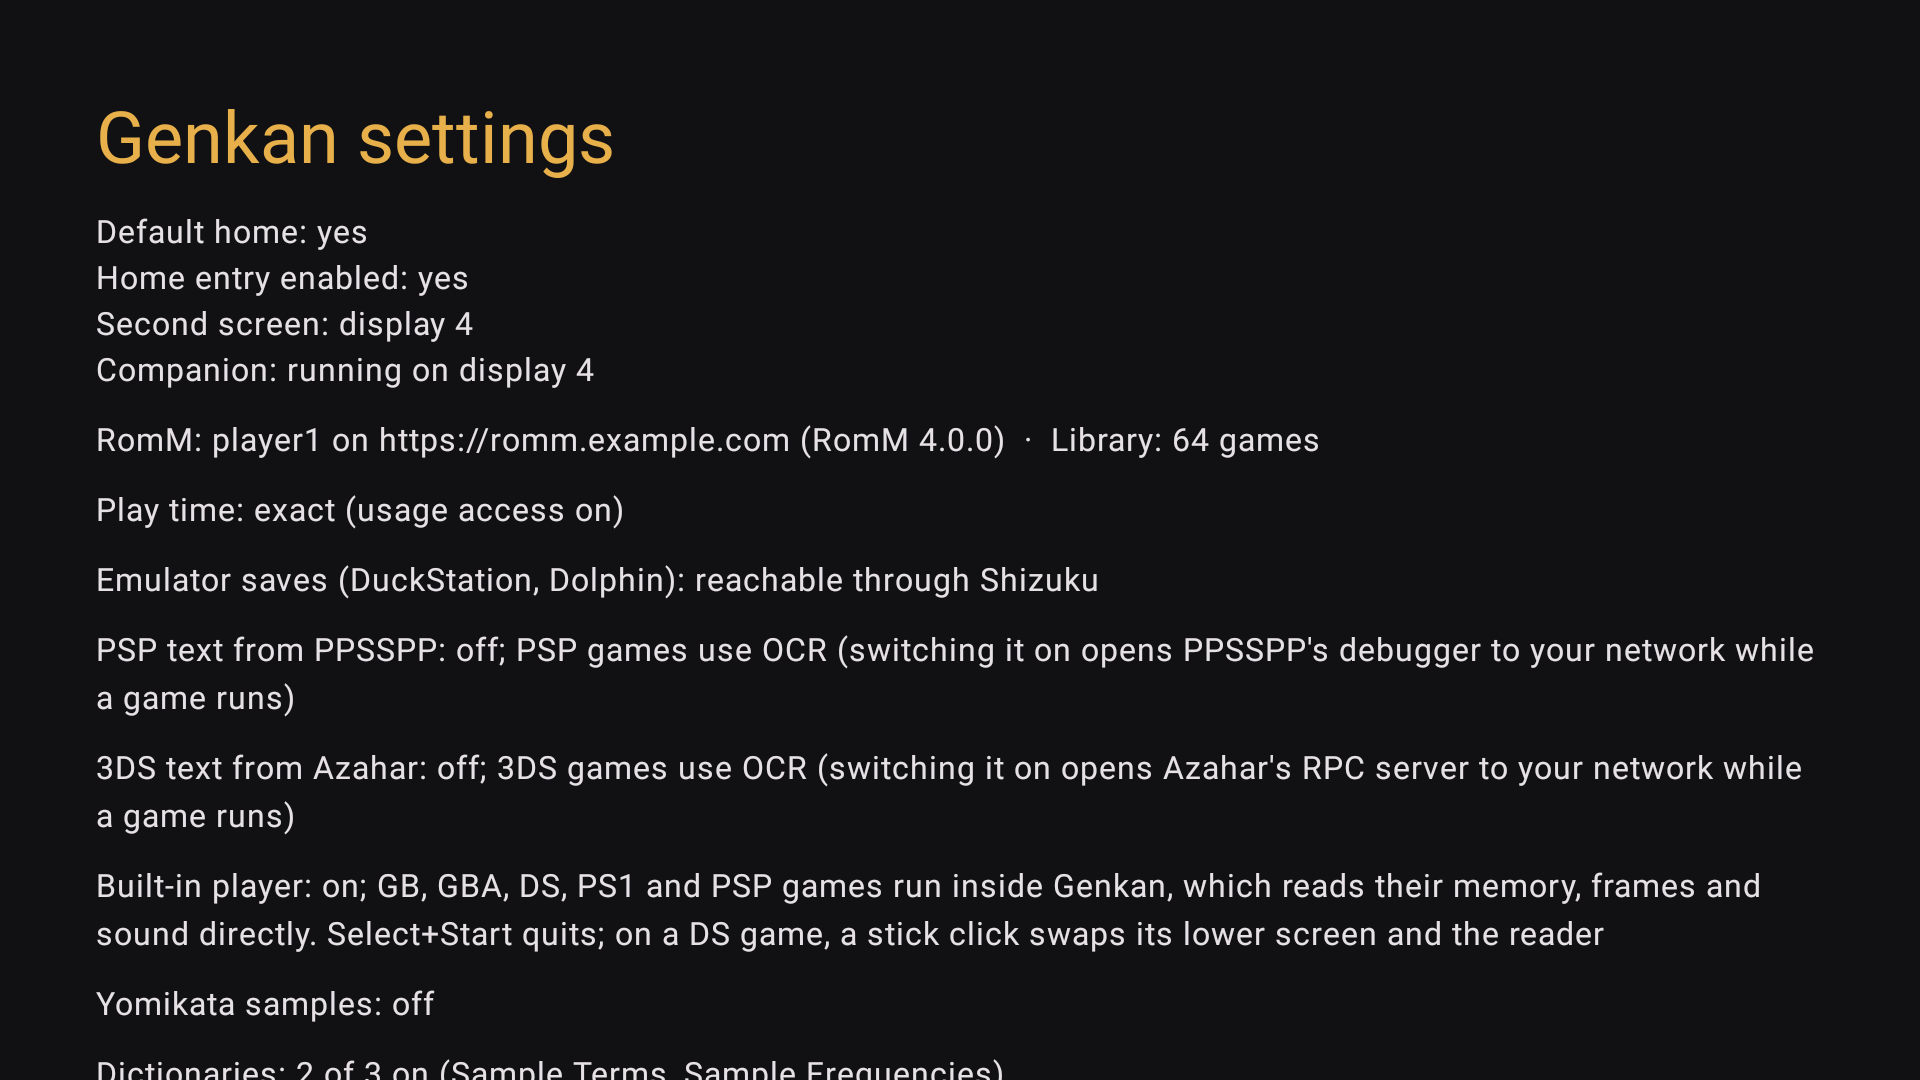 Genkan settings
Default home: yes
Home entry enabled: yes
Second screen: display 4
Companion: running on display 4
RomM: player1 on https://romm.example.com (RomM 4.0.0) · Library: 64 games
Play time: exact (usage access on)
Emulator saves (DuckStation, Dolphin): reachable through Shizuku
PSP text from PPSSPP: off; PSP games use OCR (switching it on opens PPSSPP's debugger to your network while
a game runs)
3DS text from Azahar: off; 3DS games use OCR (switching it on opens Azahar's RPC server to your network while
a game runs)
Built-in player: on; GB, GBA, DS, PS1 and PSP games run inside Genkan, which reads their memory, frames and
sound directly. Select+Start quits; on a DS game, a stick click swaps its lower screen and the reader
Yomikata samples: off
Dictionaries: 2 of 3 on (Sample Terms, Sample Frequencies)